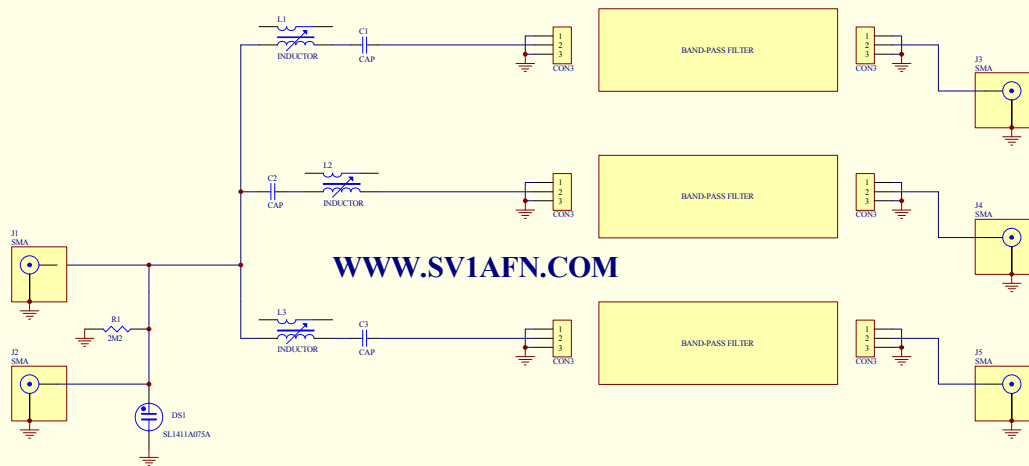 L1
INDUCTOR
C1
CAP
1
2
3
CON3
BAND-PASS FILTER
1
2
3
CON3
J3
SMA
C2
CAP
L2
INDUCTOR
1
2
3
CON3
BAND-PASS FILTER
1
2
3
CON3
J4
SMA
J1
SMA
WWW.SV1AFN.COM
R1
2M2
L3
INDUCTOR
C3
CAP
1
2
3
CON3
BAND-PASS FILTER
1
2
3
CON3
J5
SMA
J2
SMA
DS1
SL1411A075A